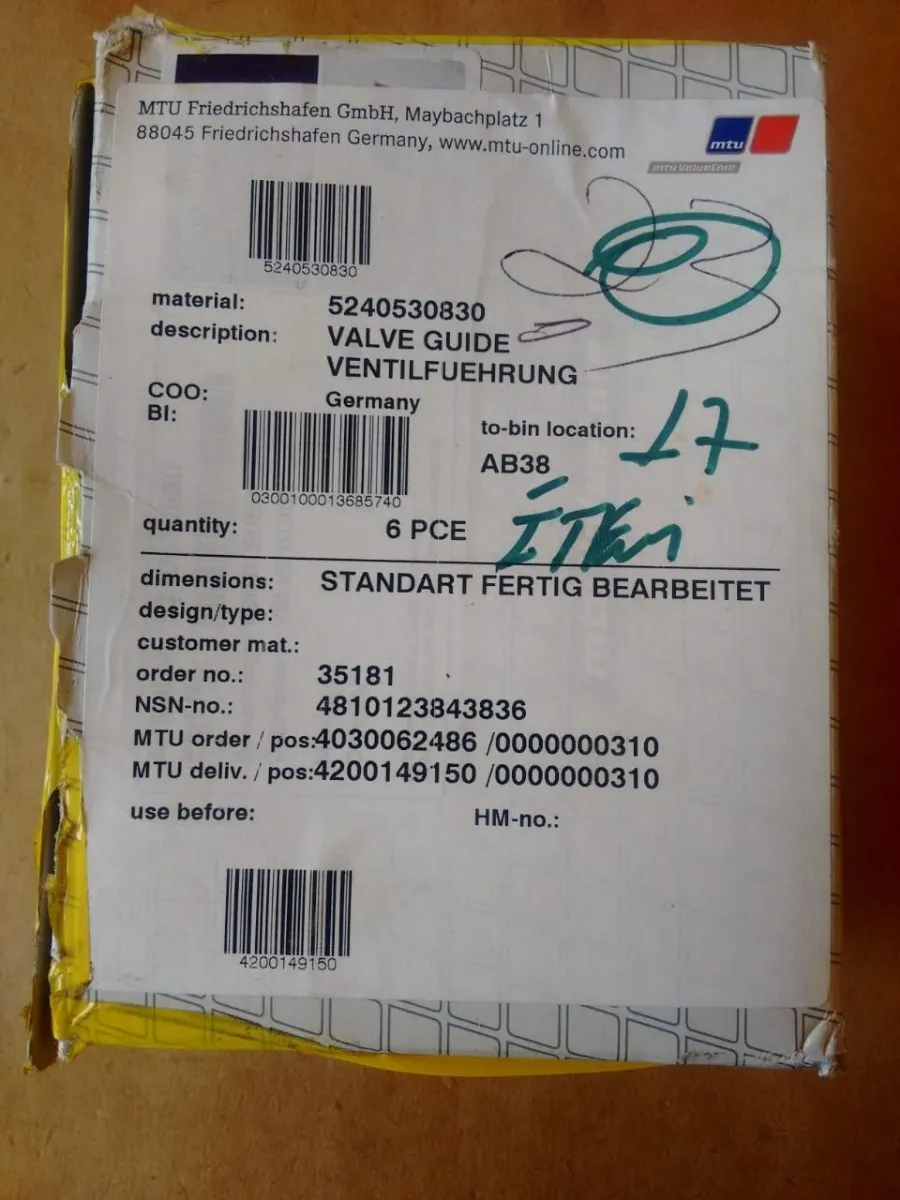 MTU Friedrichshafen GmbH, Maybachplatz 1
88045 Friedrichshafen Germany, www.mtu-online.com
mtu
mtu ValueCare
5240530830
material: 5240530830
description: VALVE GUIDE
VENTILFUEHRUNG
COO: Germany
BI:
0300100013685740
to-bin location: 17
AB38
quantity: 6 PCE
dimensions: STANDART FERTIG BEARBEITET
design/type:
customer mat.:
order no.: 35181
NSN-no.: 4810123843836
MTU order / pos:4030062486 /0000000310
MTU deliv. / pos:4200149150 /0000000310
use before: HM-no.:
4200149150